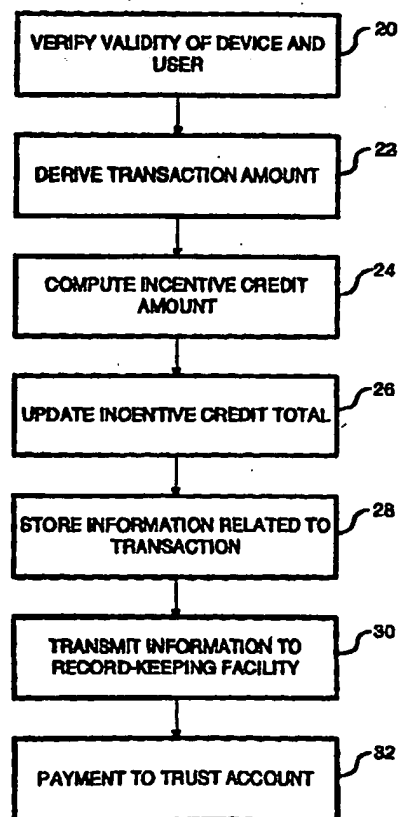 VERIFY VALIDITY OF DEVICE AND
USER
20
DERIVE TRANSACTION AMOUNT
22
COMPUTE INCENTIVE CREDIT
AMOUNT
24
UPDATE INCENTIVE CREDIT TOTAL
26
STORE INFORMATION RELATED TO
TRANSACTION
28
TRANSMIT INFORMATION TO
RECORD-KEEPING FACILITY
30
PAYMENT TO TRUST ACCOUNT
32